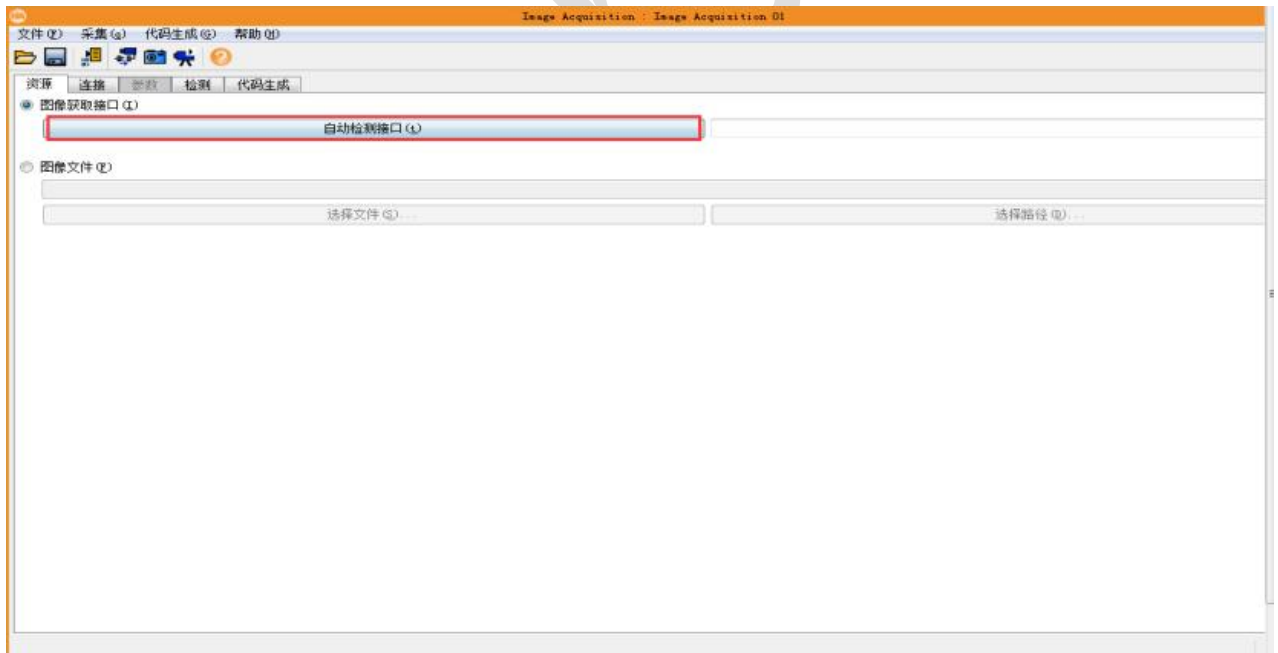 Image Acquisition : Image Acquisition 01
文件(F) 采集(a) 代码生成(G) 帮助(H)
资源 连接 参数 检测 代码生成
图像获取接口(I)
自动检测接口(t)
图像文件(F)
选择文件(S)... 选择路径(D)...